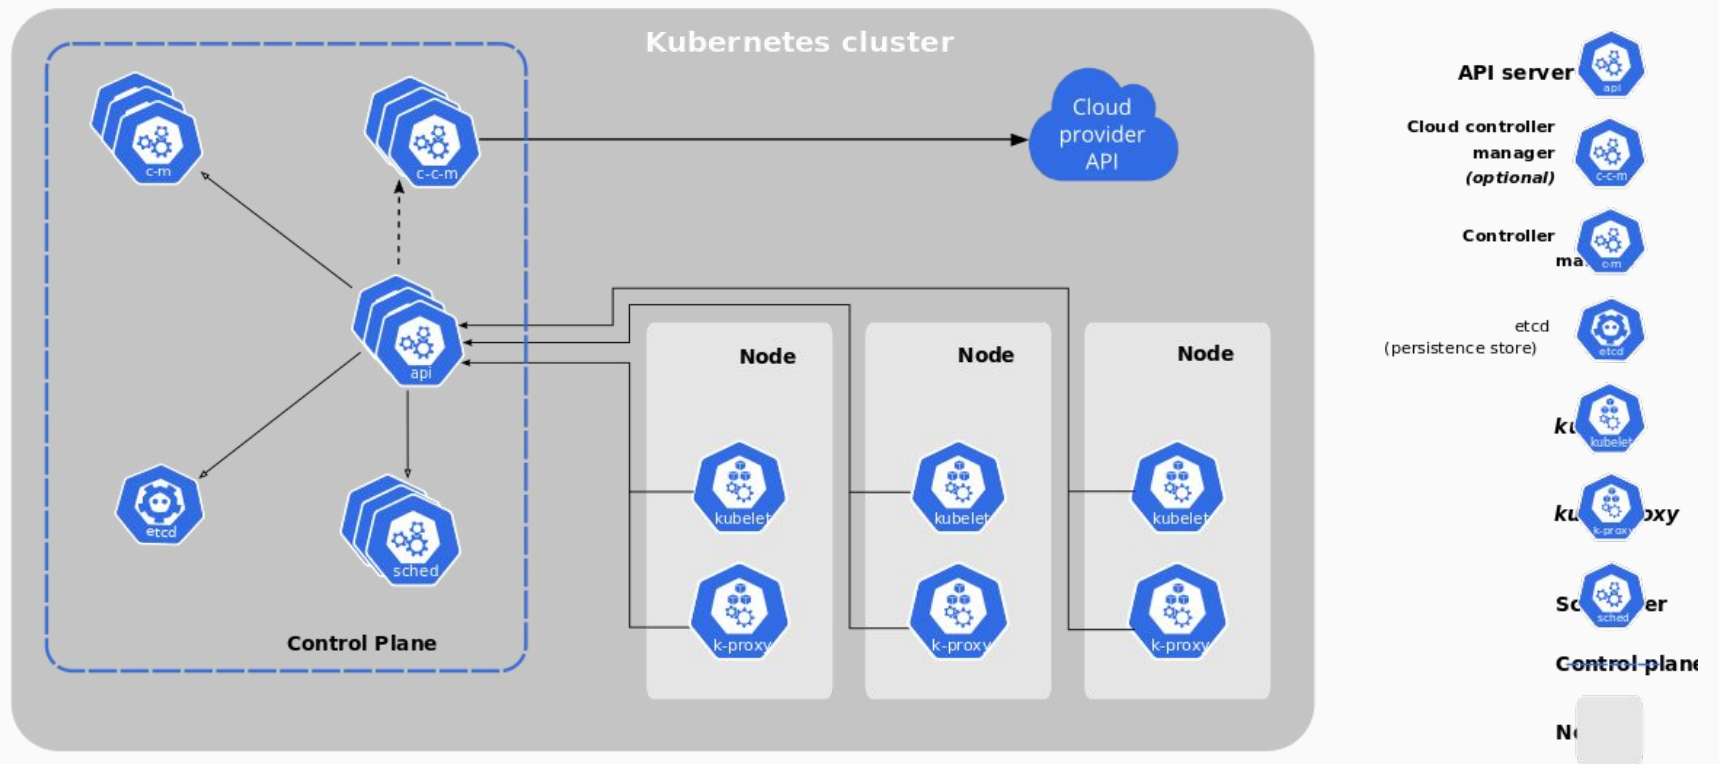 Kubernetes cluster
c-m
c-c-m
Cloud
provider
API
api
etcd
sched
Control Plane
Node
kubelet
k-proxy
Node
kubelet
k-proxy
Node
kubelet
k-proxy
API server
api
Cloud controller
manager
(optional)
c-c-m
Controller
c-m
etcd
(persistence store)
etcd
kubelet
k-proxy
sched
Control plane